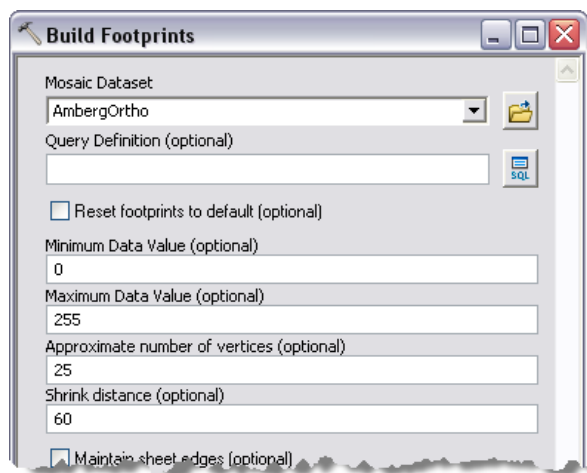 Build Footprints
Mosaic Dataset
AmbergOrtho
Query Definition (optional)
SQL
Reset footprints to default (optional)
Minimum Data Value (optional)
0
Maximum Data Value (optional)
255
Approximate number of vertices (optional)
25
Shrink distance (optional)
60
Maintain sheet edges (optional)